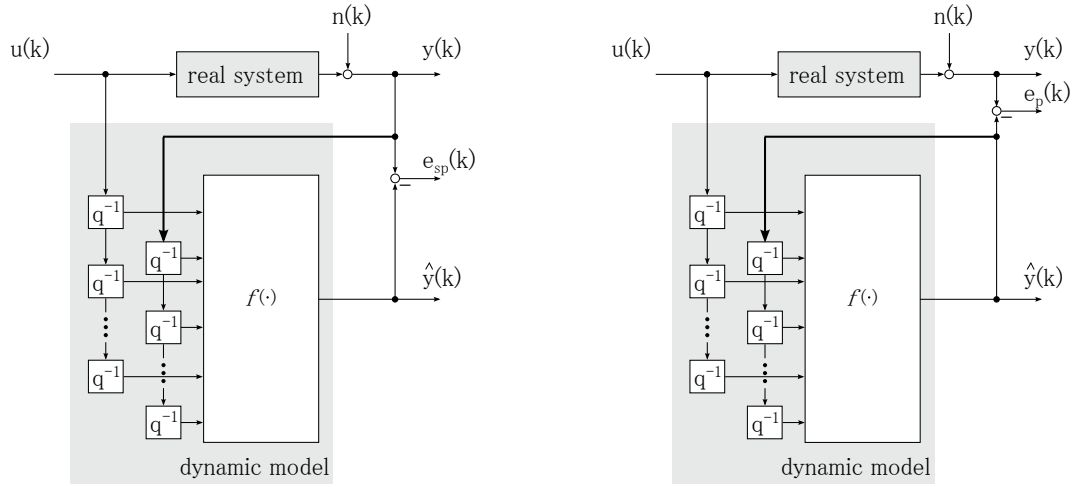 n(k)
u(k)
y(k)
real system
e_sp(k)
q⁻¹
q⁻¹
q⁻¹
f(·)
ŷ(k)
q⁻¹
q⁻¹
q⁻¹
dynamic model
n(k)
u(k)
y(k)
real system
e_p(k)
q⁻¹
q⁻¹
q⁻¹
f(·)
ŷ(k)
q⁻¹
q⁻¹
q⁻¹
dynamic model